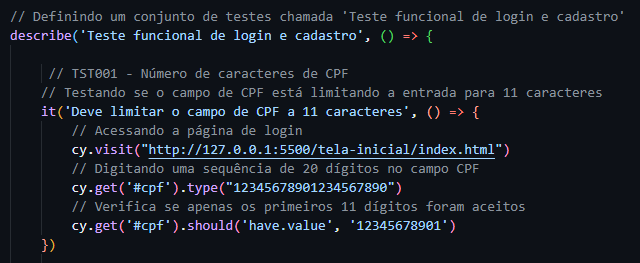 // Definindo um conjunto de testes chamada 'Teste funcional de login e cadastro'
describe('Teste funcional de login e cadastro', () => {
// TST001 - Número de caracteres de CPF
// Testando se o campo de CPF está limitando a entrada para 11 caracteres
it('Deve limitar o campo de CPF a 11 caracteres', () => {
// Acessando a página de login
cy.visit("http://127.0.0.1:5500/tela-inicial/index.html")
// Digitando uma sequência de 20 dígitos no campo CPF
cy.get('#cpf').type("12345678901234567890")
// Verifica se apenas os primeiros 11 dígitos foram aceitos
cy.get('#cpf').should('have.value', '12345678901')
})